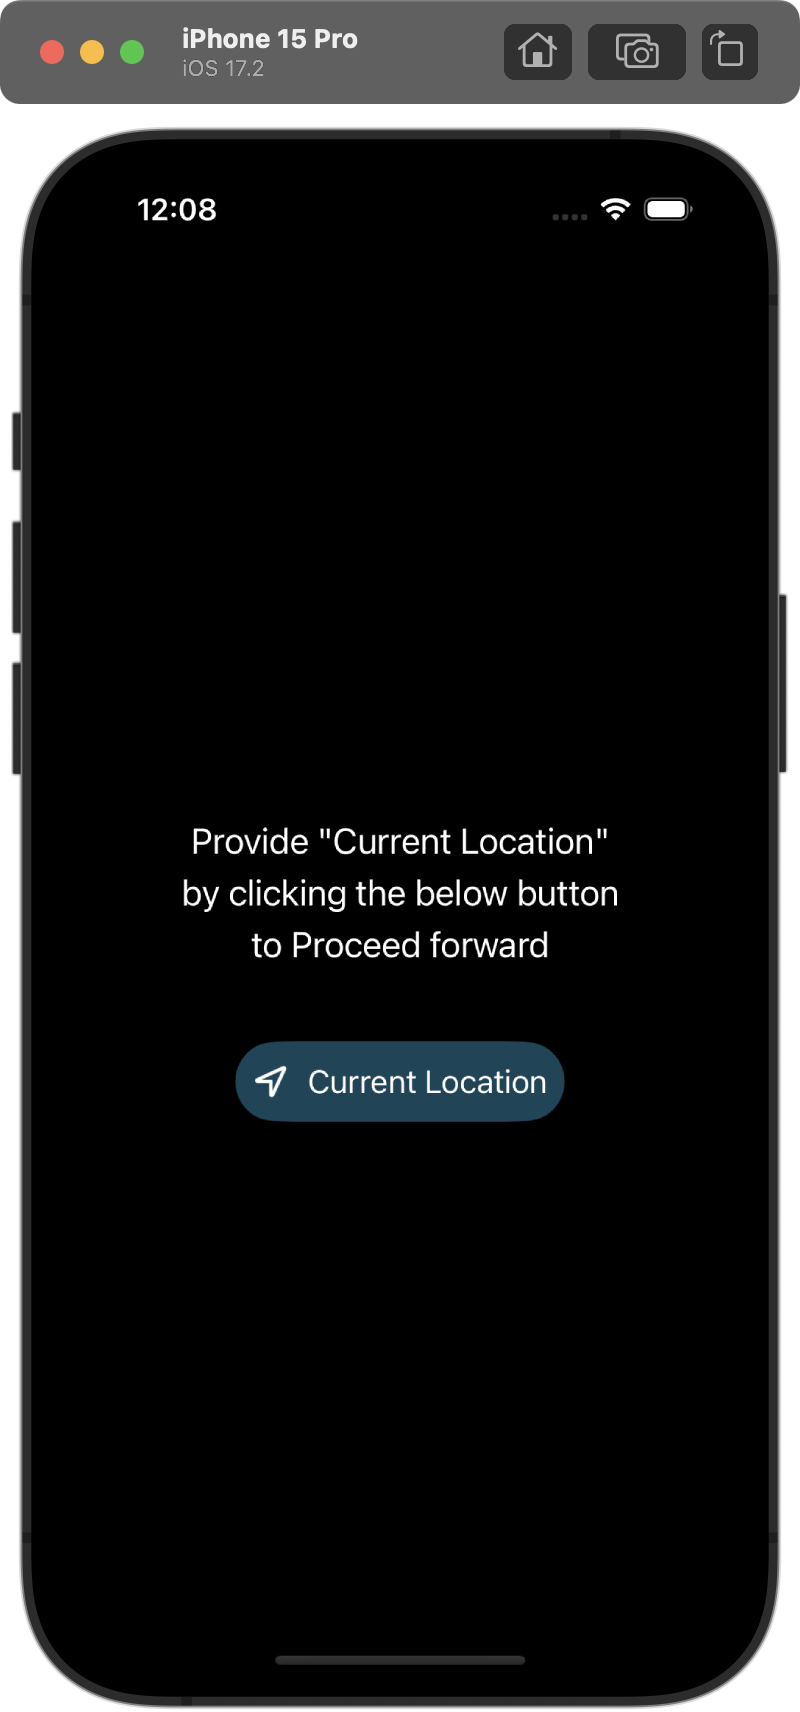 iPhone 15 Pro
iOS 17.2
12:08
Provide "Current Location"
by clicking the below button
to Proceed forward
Current Location